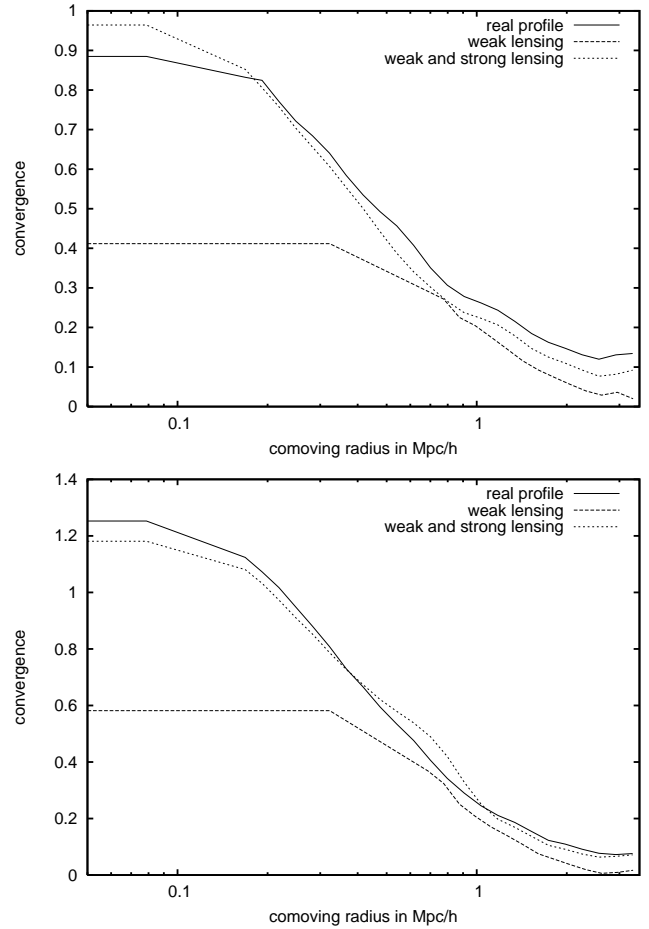 real profile
weak lensing
weak and strong lensing
1
0.9
0.8
0.7
0.6
0.5
0.4
0.3
0.2
0.1
0
convergence
0.1
1
comoving radius in Mpc/h
real profile
weak lensing
weak and strong lensing
1.4
1.2
1
0.8
0.6
0.4
0.2
0
convergence
0.1
1
comoving radius in Mpc/h